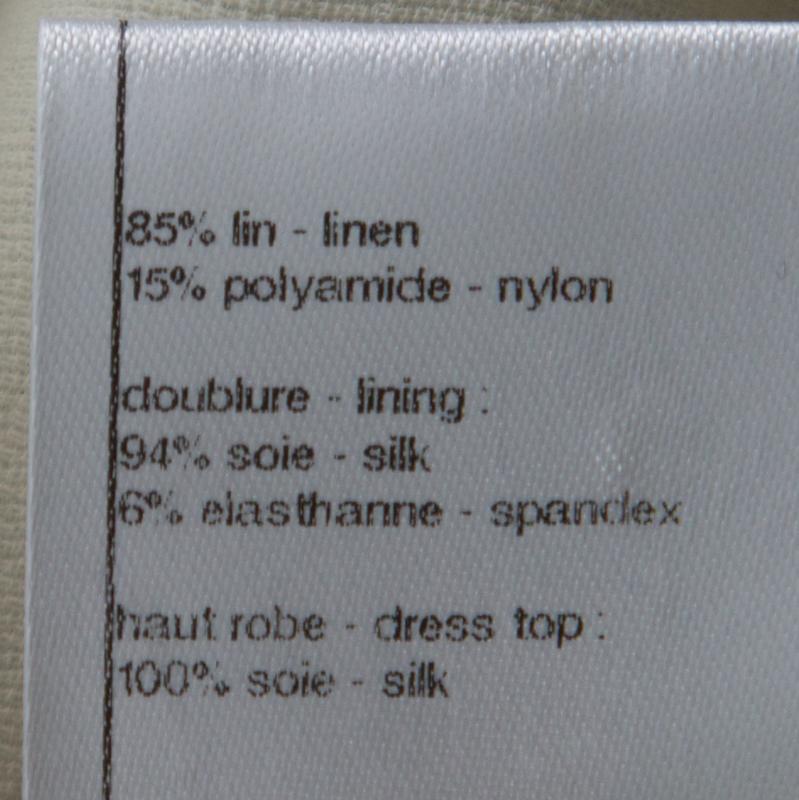 85% lin - linen
15% polyamide - nylon
doublure - lining :
94% soie - silk
6% elasthanne - spandex
haut robe - dress top :
100% soie - silk